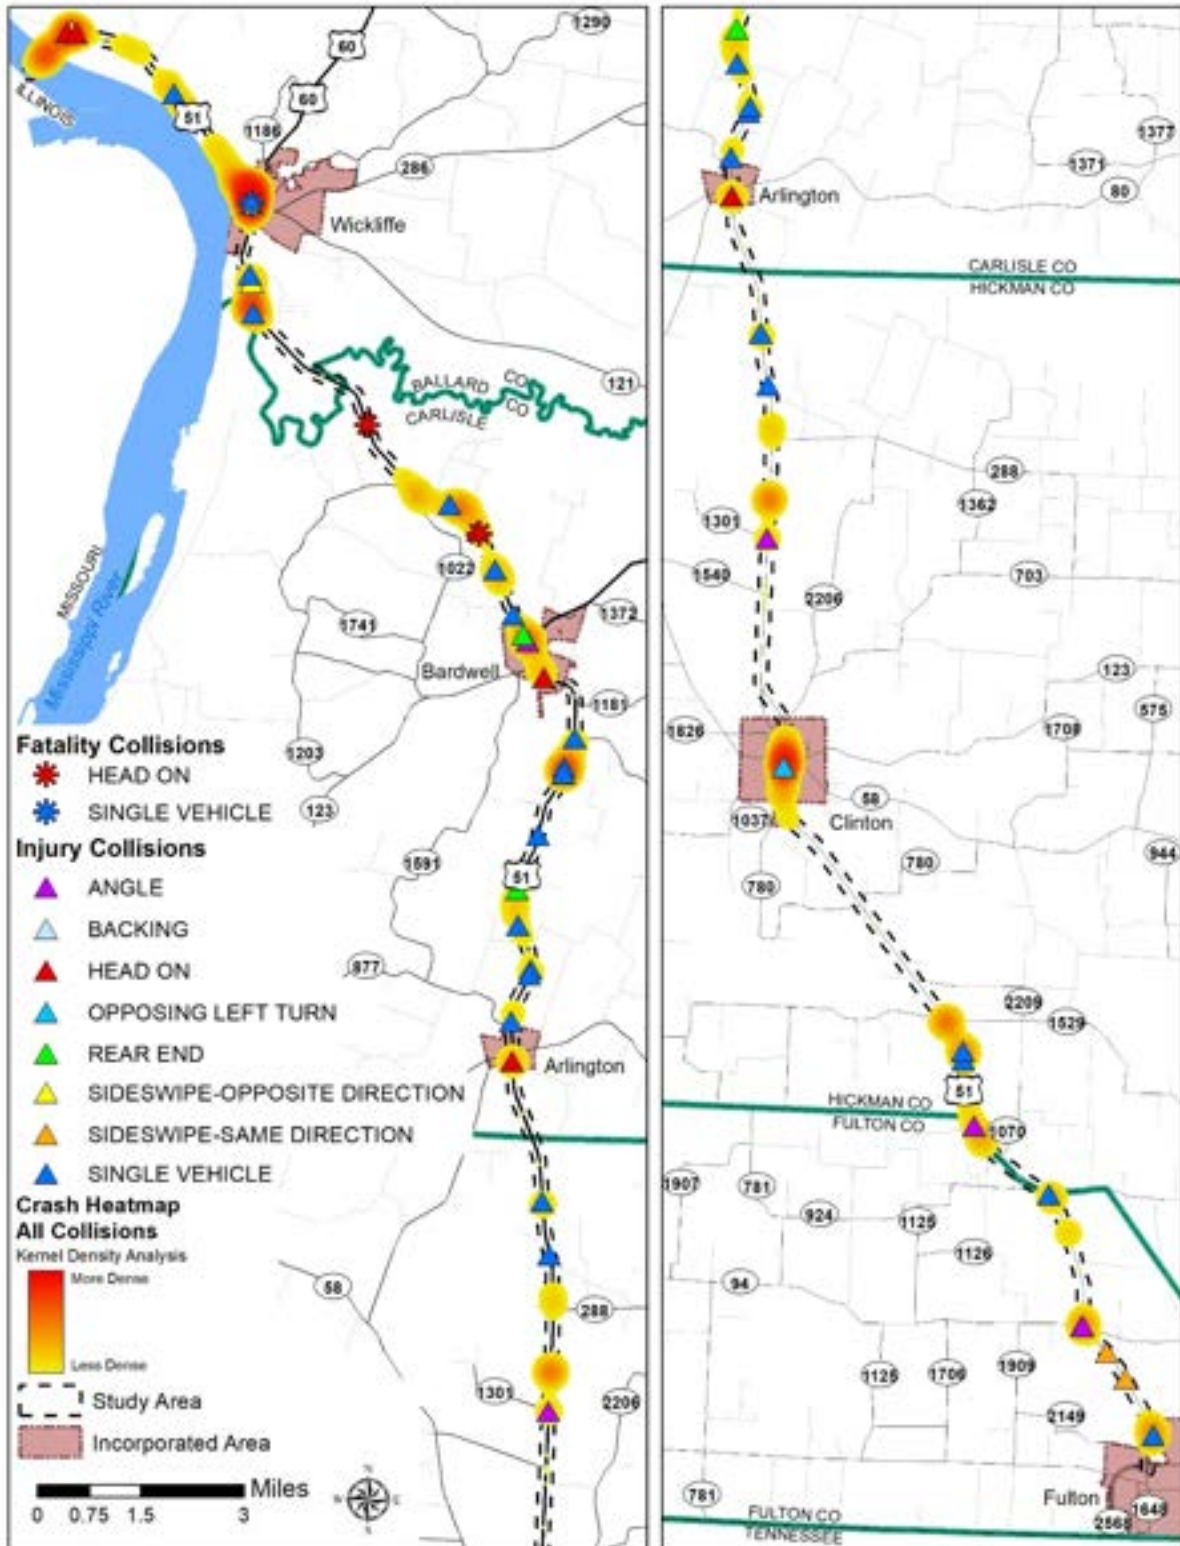 1290
60
60
ILLINOIS
51
1186
286
Wickliffe
121
BALLARD CO
CARLISLE CO
MISSOURI
Mississippi River
1022
1741
1372
Bardwell
1181
1203
123
1591
51
877
Arlington
58
288
1301
2206
Fatality Collisions
HEAD ON
SINGLE VEHICLE
Injury Collisions
ANGLE
BACKING
HEAD ON
OPPOSING LEFT TURN
REAR END
SIDESWIPE-OPPOSITE DIRECTION
SIDESWIPE-SAME DIRECTION
SINGLE VEHICLE
Crash Heatmap
All Collisions
Kernel Density Analysis
More Dense
Less Dense
Study Area
Incorporated Area
Miles
0 0.75 1.5 3
N
W E
S
1377
1371
80
Arlington
CARLISLE CO
HICKMAN CO
288
1362
1301
1540
703
2206
123
575
1826
1708
58
1037
Clinton
780
944
780
2209
1529
51
HICKMAN CO
FULTON CO
1070
1907
781
924
1125
1126
94
1125
1706
1909
2149
781
Fulton
1648
2568
FULTON CO
TENNESSEE